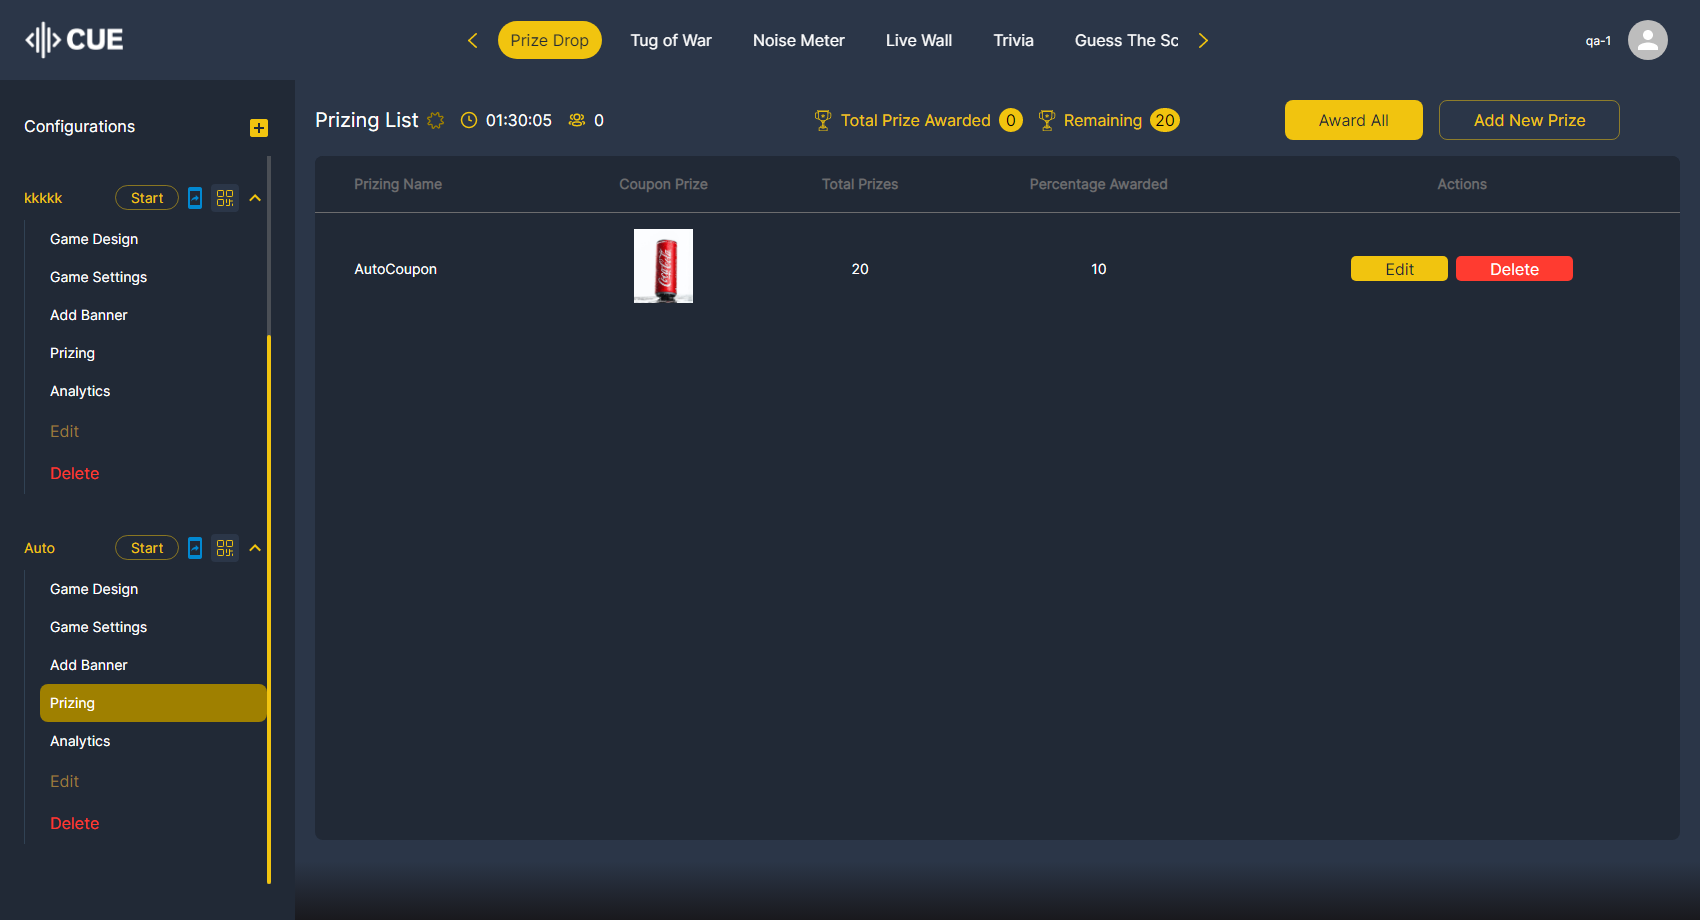 CUE
Prize Drop
Tug of War
Noise Meter
Live Wall
Trivia
Guess The Sc
qa-1
Configurations
kkkkk
Start
Game Design
Game Settings
Add Banner
Prizing
Analytics
Edit
Delete
Auto
Start
Game Design
Game Settings
Add Banner
Prizing
Analytics
Edit
Delete
Prizing List
01:30:05
0
Total Prize Awarded 0
Remaining 20
Award All
Add New Prize
Prizing Name
Coupon Prize
Total Prizes
Percentage Awarded
Actions
AutoCoupon
Coca-Cola
20
10
Edit
Delete